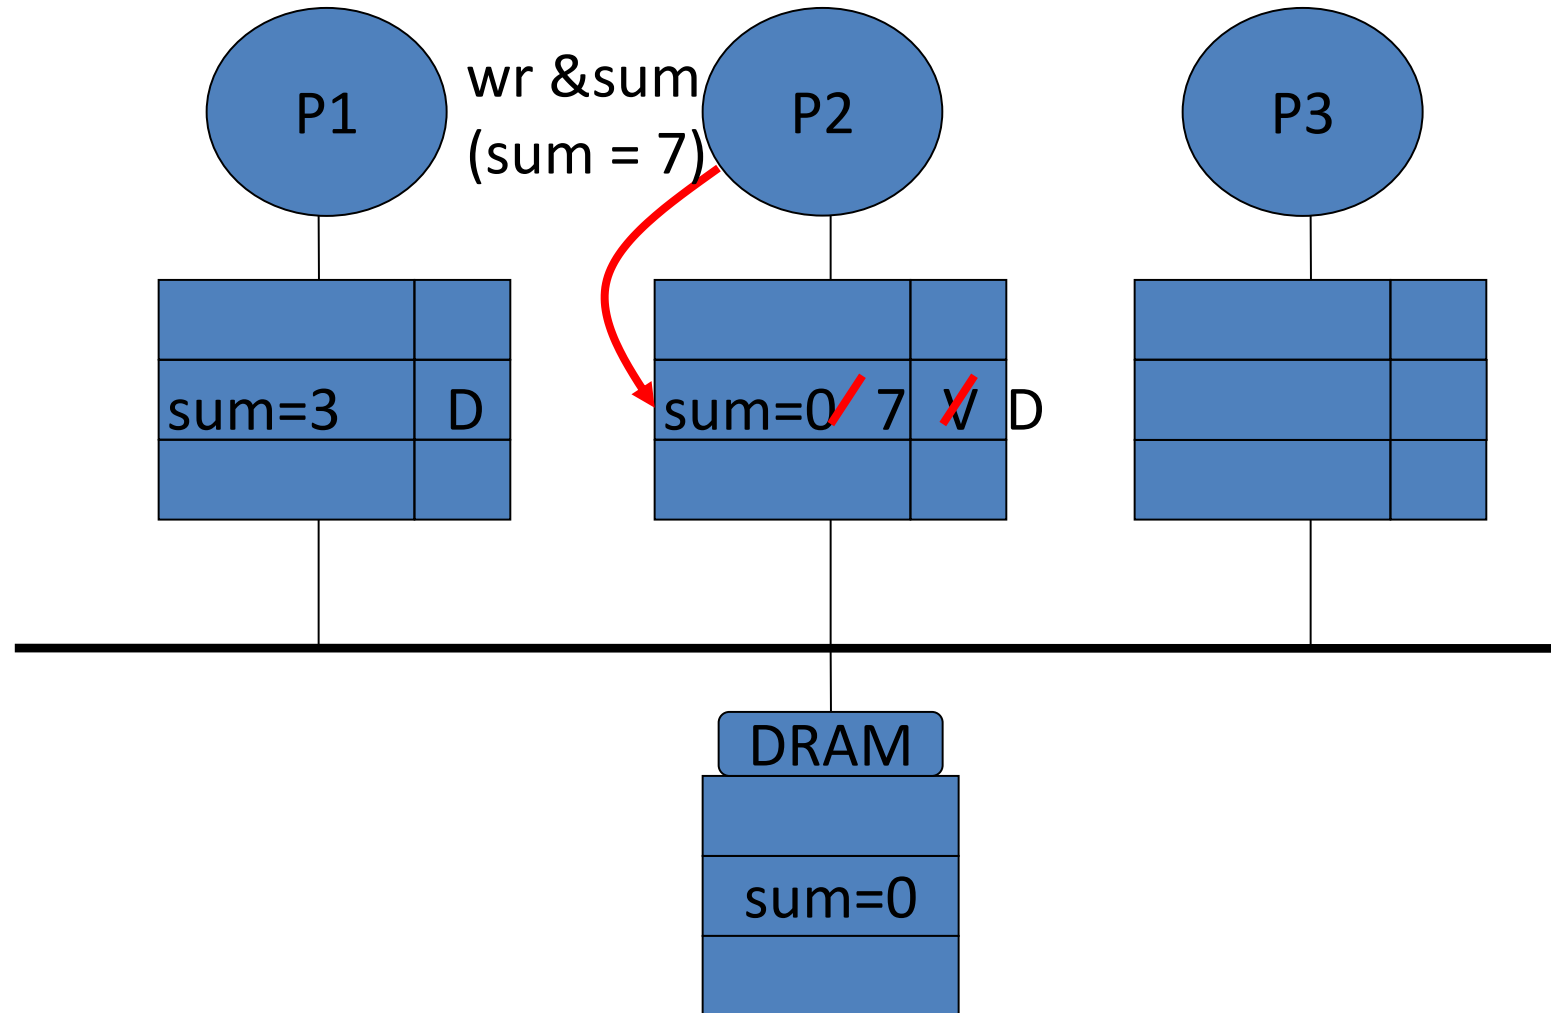 P1
wr &sum
(sum = 7)
P2
P3
sum=3 D
sum=0 7 V D
DRAM
sum=0